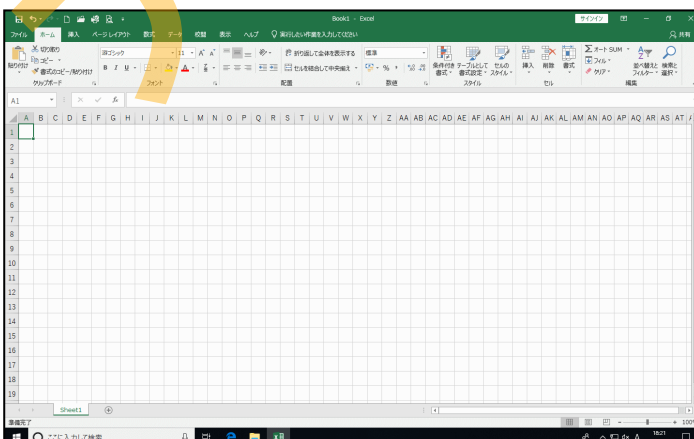 Book1 - Excel
サインイン
ファイル ホーム 挿入 ページ レイアウト 数式 データ 校閲 表示 ヘルプ 実行したい作業を入力してください 共有
貼り付け
切り取り
コピー
書式のコピー/貼り付け
クリップボード
游ゴシック 11
B I U
フォント
折り返して全体を表示する
セルを結合して中央揃え
配置
標準
%
数値
条件付き書式
テーブルとして書式設定
セルのスタイル
スタイル
挿入 削除 書式
セル
オート SUM
フィル
クリア
並べ替えとフィルター
検索と選択
編集
A1
fx
A B C D E F G H I J K L M N O P Q R S T U V W X Y Z AA AB AC AD AE AF AG AH AI AJ AK AL AM AN AO AP AQ AR AS AT
1
2
3
4
5
6
7
8
9
10
11
12
13
14
15
16
17
18
19
Sheet1
準備完了
100%
ここに入力して検索
A
16:21